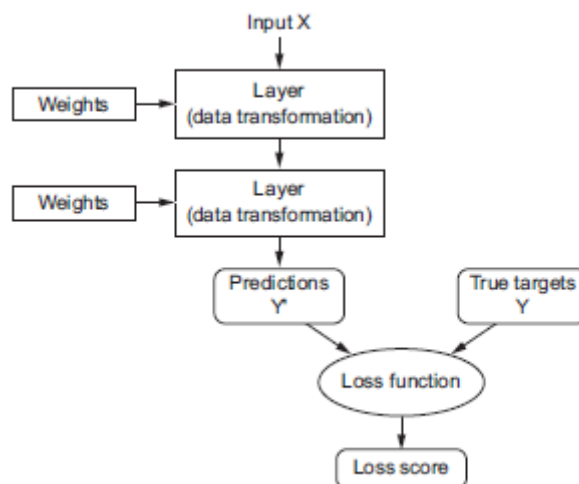 Input X
Layer
(data transformation)
Weights
Layer
(data transformation)
Weights
Predictions
Y'
True targets
Y
Loss function
Loss score